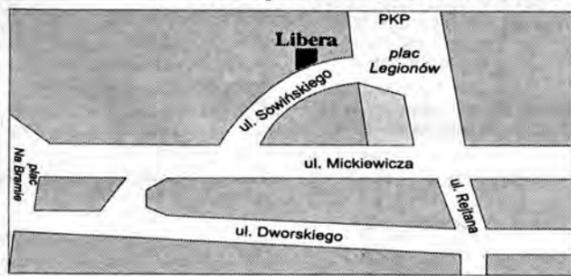 PKP
Libera
plac
Legionów
ul. Sowińskiego
ul. Mickiewicza
plac
Na Bramie
ul. Rejtana
ul. Dworskiego